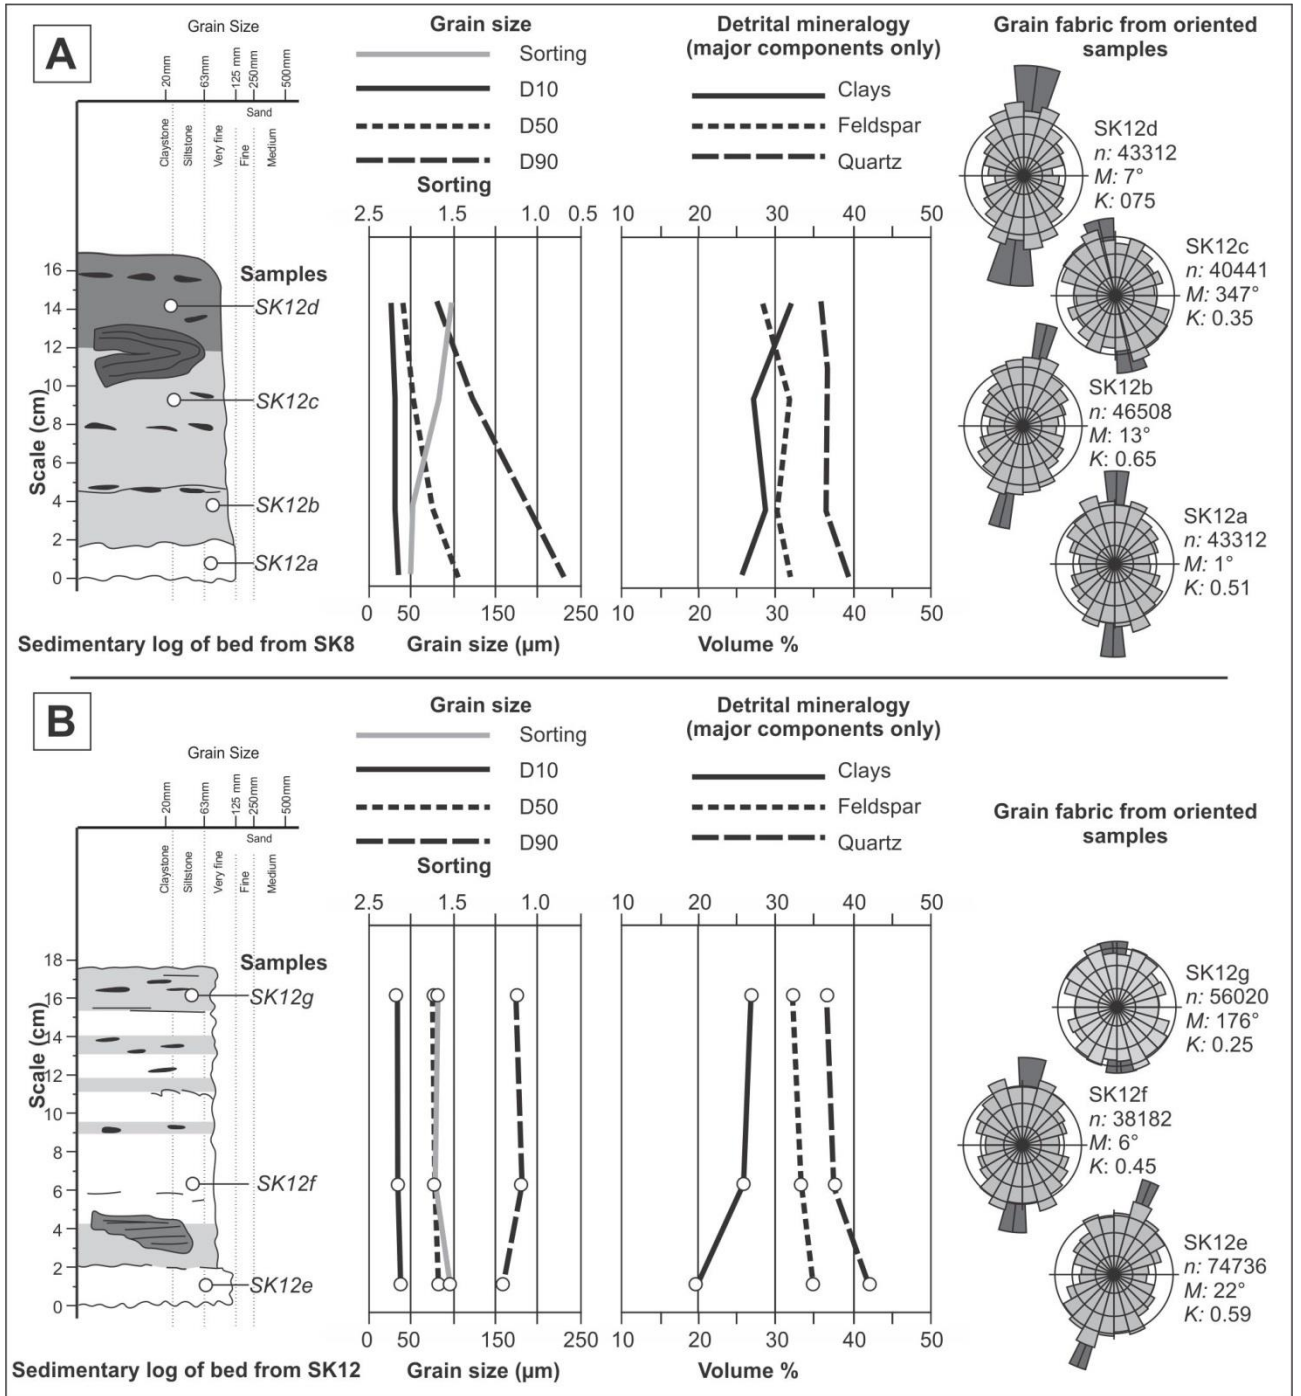 A
Grain Size
20mm
63mm
125 mm
250mm
500mm
Sand
Claystone
Siltstone
Very fine
Fine
Medium
Scale (cm)
16
14
12
10
8
6
4
2
0
Samples
SK12d
SK12c
SK12b
SK12a
Sedimentary log of bed from SK8
Grain size
Sorting
D10
D50
D90
Sorting
2.5 1.5 1.0 0.5
0 50 150 250
Grain size (µm)
Detrital mineralogy
(major components only)
Clays
Feldspar
Quartz
10 20 30 40 50
10 20 30 40 50
Volume %
Grain fabric from oriented
samples
SK12d
n: 43312
M: 7°
K: 075
SK12c
n: 40441
M: 347°
K: 0.35
SK12b
n: 46508
M: 13°
K: 0.65
SK12a
n: 43312
M: 1°
K: 0.51
B
Grain Size
20mm
63mm
125 mm
250mm
500mm
Sand
Claystone
Siltstone
Very fine
Fine
Medium
Scale (cm)
18
16
14
12
10
8
6
4
2
0
Samples
SK12g
SK12f
SK12e
Sedimentary log of bed from SK12
Grain size
Sorting
D10
D50
D90
Sorting
2.5 1.5 1.0
0 50 150 250
Grain size (µm)
Detrital mineralogy
(major components only)
Clays
Feldspar
Quartz
10 20 30 40 50
10 20 30 40 50
Volume %
Grain fabric from oriented
samples
SK12g
n: 56020
M: 176°
K: 0.25
SK12f
n: 38182
M: 6°
K: 0.45
SK12e
n: 74736
M: 22°
K: 0.59